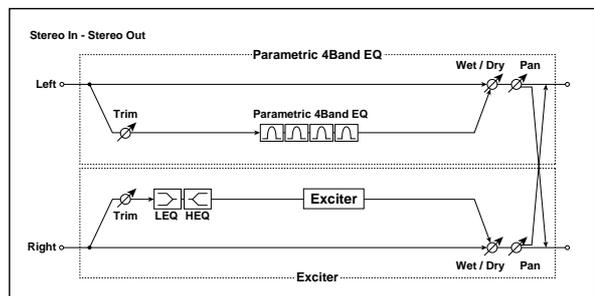 Stereo In - Stereo Out
Parametric 4Band EQ
Wet / Dry Pan
Left
Trim
Parametric 4Band EQ
Exciter
Trim
LEQ HEQ
Right
Wet / Dry Pan
Exciter